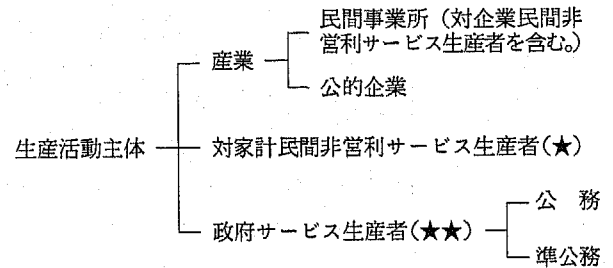 民間事業所（対企業民間非
営利サービス生産者を含む。）
産業
公的企業
生産活動主体
対家計民間非営利サービス生産者（★）
政府サービス生産者（★★）
公　務
準公務